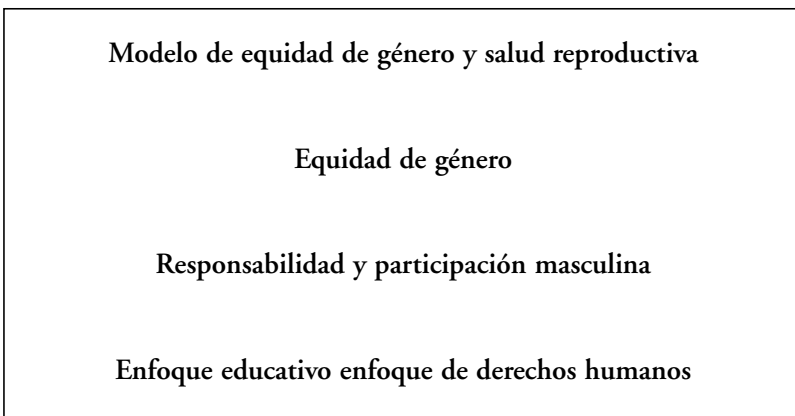 Modelo de equidad de género y salud reproductiva
Equidad de género
Responsabilidad y participación masculina
Enfoque educativo enfoque de derechos humanos